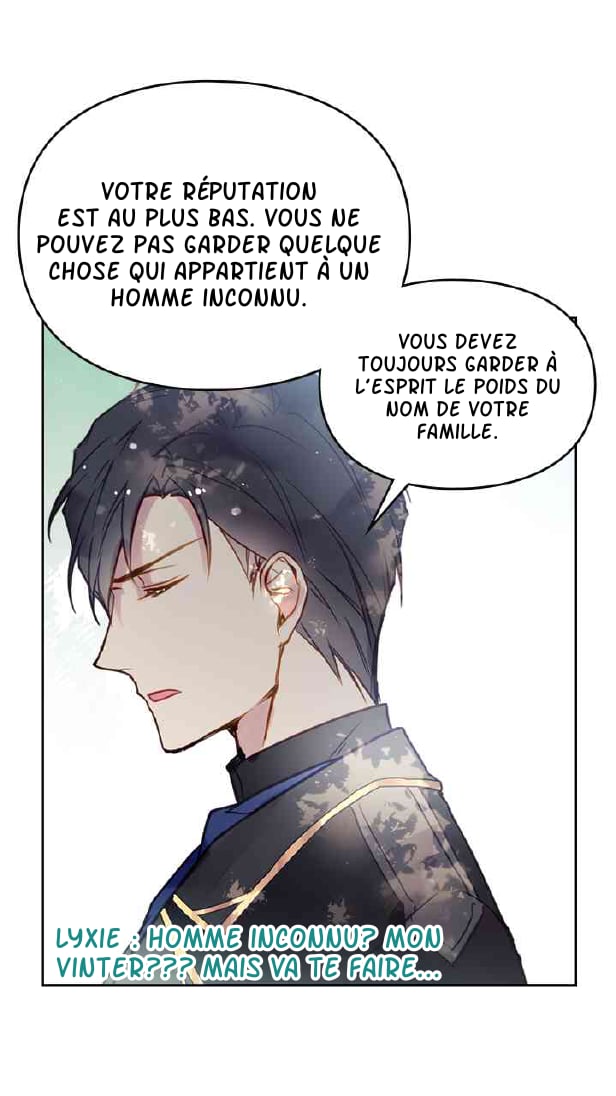 VOTRE RÉPUTATION
EST AU PLUS BAS. VOUS NE
POUVEZ PAS GARDER QUELQUE
CHOSE QUI APPARTIENT À UN
HOMME INCONNU.
VOUS DEVEZ
TOUJOURS GARDER À
L'ESPRIT LE POIDS DU
NOM DE VOTRE
FAMILLE.
LYXIE : HOMME INCONNU? MON
VINTER??? MAIS VA TE FAIRE...